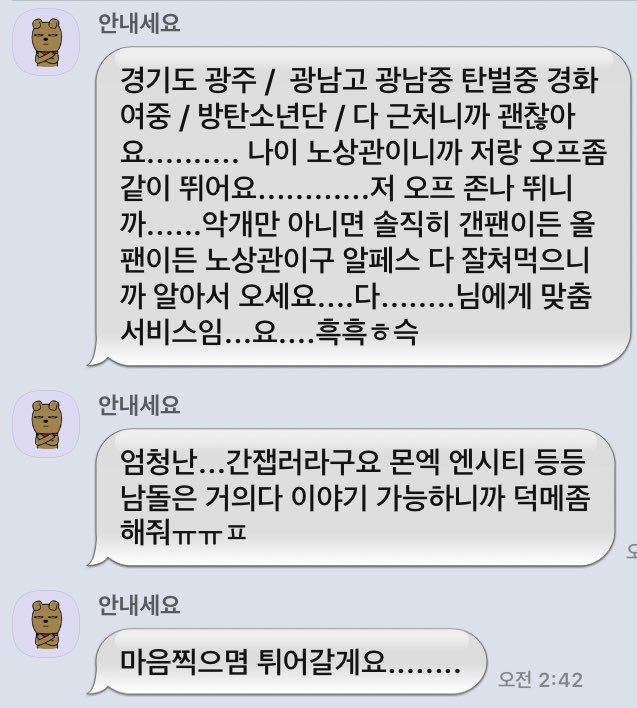 안내세요
경기도 광주 / 광남고 광남중 탄벌중 경화
여중 / 방탄소년단 / 다 근처니까 괜찮아
요.......... 나이 노상관이니까 저랑 오프좀
같이 뛰어요............저 오프 존나 뛰니
까......악개만 아니면 솔직히 갠팬이든 올
팬이든 노상관이구 알페스 다 잘쳐먹으니
까 알아서 오세요....다........님에게 맞춤
서비스임...요....흑흑ㅎ슥
안내세요
엄청난...간잽러라구요 몬엑 엔시티 등등
남돌은 거의다 이야기 가능하니까 덕메좀
해줘ㅠㅠㅍ
오
안내세요
마음찍으몀 튀어갈게요........
오전 2:42